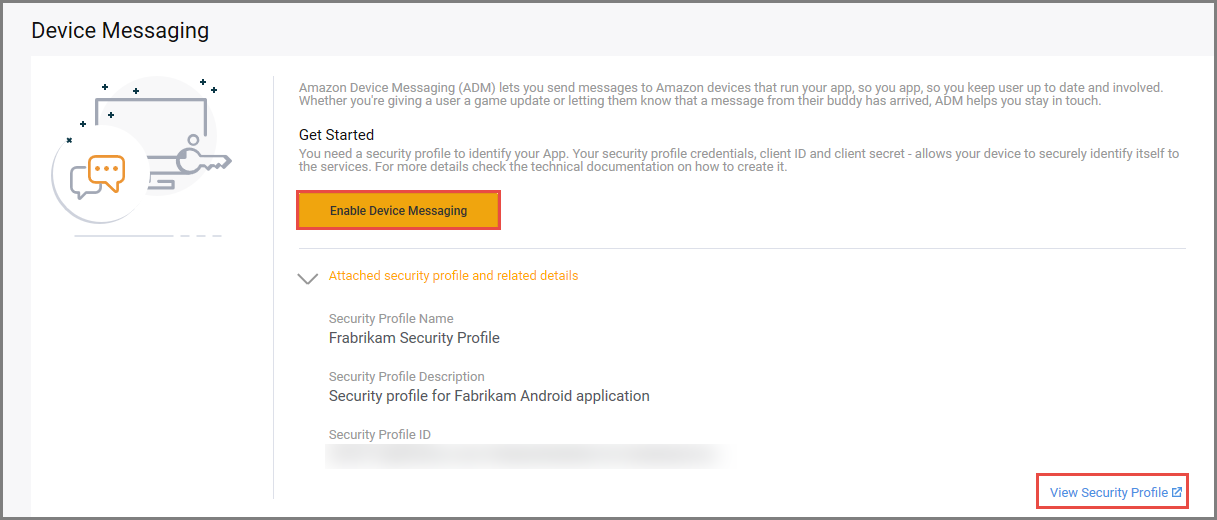 Device Messaging
Amazon Device Messaging (ADM) lets you send messages to Amazon devices that run your app, so you app, so you keep user up to date and involved.
Whether you're giving a user a game update or letting them know that a message from their buddy has arrived, ADM helps you stay in touch.
Get Started
You need a security profile to identify your App. Your security profile credentials, client ID and client secret - allows your device to securely identify itself to
the services. For more details check the technical documentation on how to create it.
Enable Device Messaging
Attached security profile and related details
Security Profile Name
Frabrikam Security Profile
Security Profile Description
Security profile for Fabrikam Android application
Security Profile ID
View Security Profile